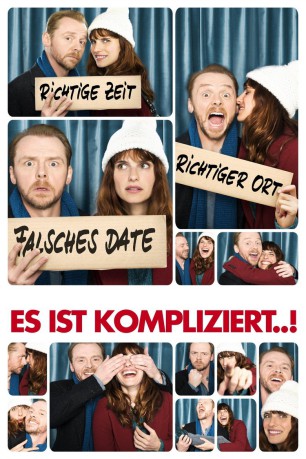 RICHTIGE ZEIT
RICHTIGER ORT
FALSCHES DATE
ES IST KOMPLIZIERT..!